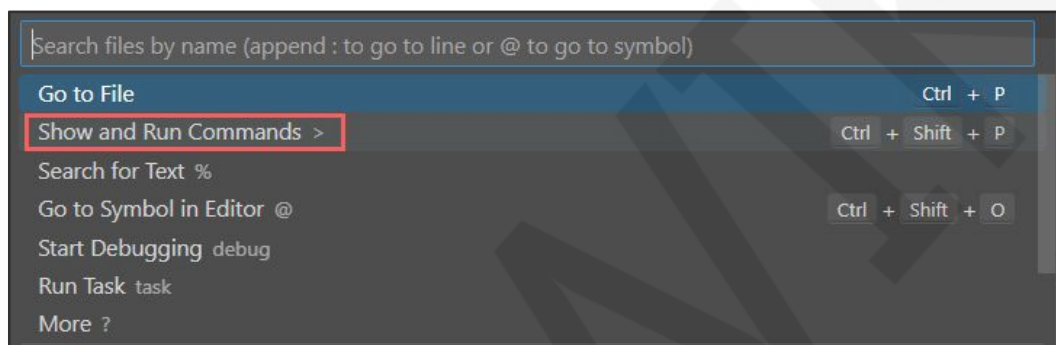 Search files by name (append : to go to line or @ to go to symbol)
Go to File Ctrl + P
Show and Run Commands > Ctrl + Shift + P
Search for Text %
Go to Symbol in Editor @ Ctrl + Shift + O
Start Debugging debug
Run Task task
More ?